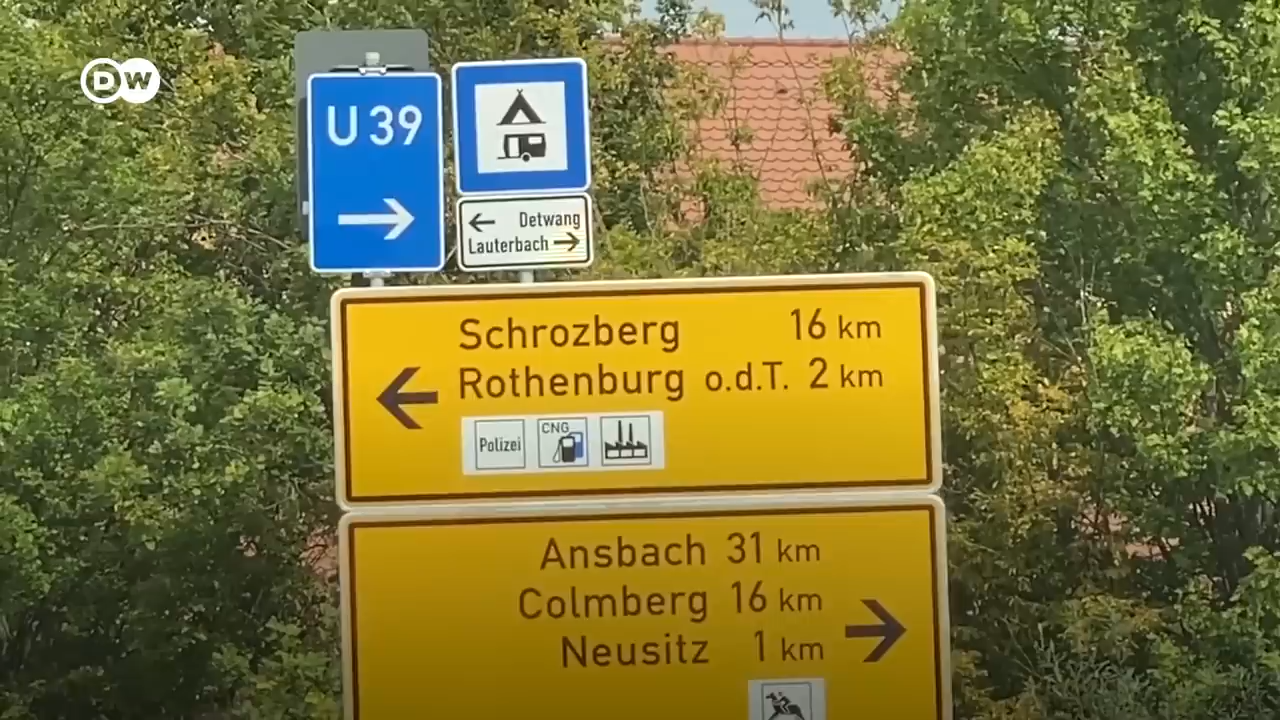 DW
U 39
Detwang
Lauterbach
Schrozberg 16 km
Rothenburg o.d.T. 2 km
Polizei CNG
Ansbach 31 km
Colmberg 16 km
Neusitz 1 km